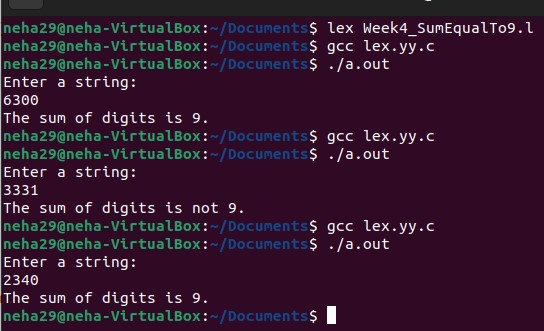 neha29@neha-VirtualBox:~/Documents$ lex Week4_SumEqualTo9.l
neha29@neha-VirtualBox:~/Documents$ gcc lex.yy.c
neha29@neha-VirtualBox:~/Documents$ ./a.out
Enter a string:
6300
The sum of digits is 9.
neha29@neha-VirtualBox:~/Documents$ gcc lex.yy.c
neha29@neha-VirtualBox:~/Documents$ ./a.out
Enter a string:
3331
The sum of digits is not 9.
neha29@neha-VirtualBox:~/Documents$ gcc lex.yy.c
neha29@neha-VirtualBox:~/Documents$ ./a.out
Enter a string:
2340
The sum of digits is 9.
neha29@neha-VirtualBox:~/Documents$